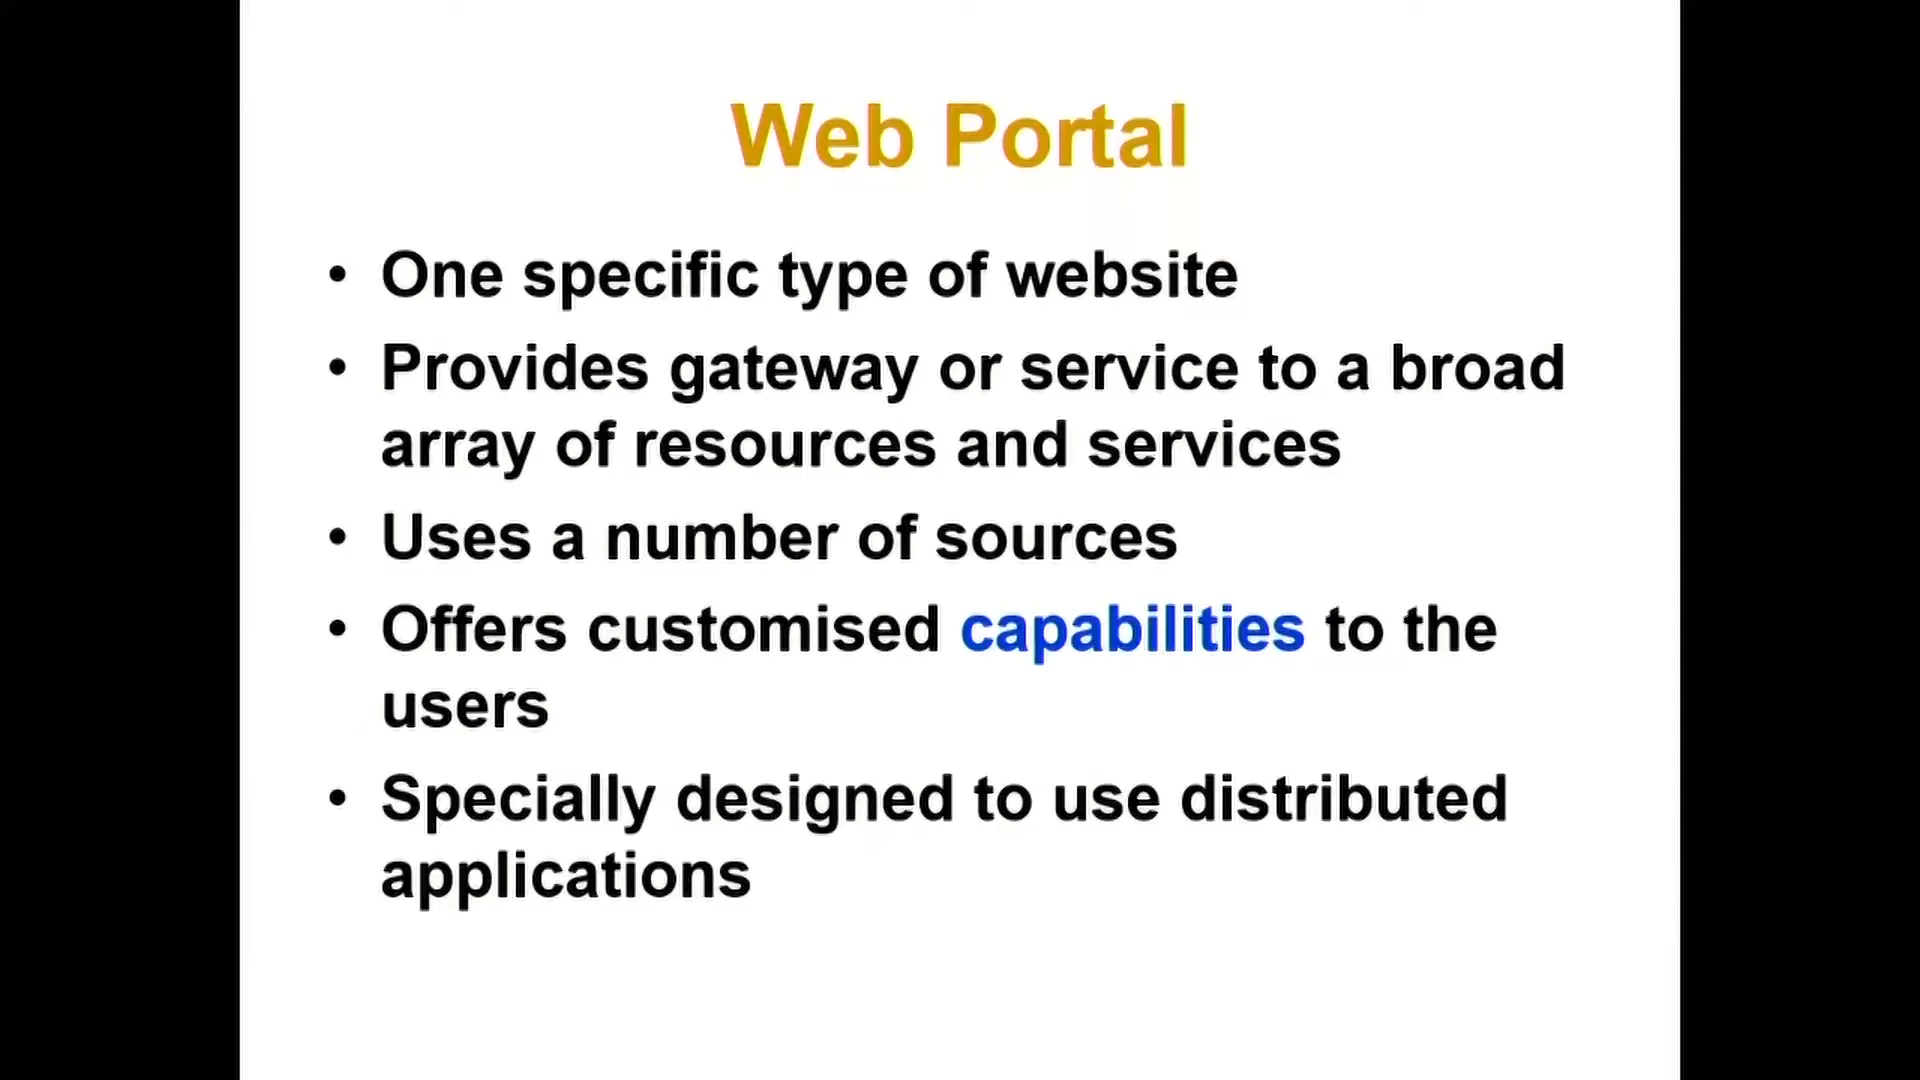 Web Portal
• One specific type of website
• Provides gateway or service to a broad
array of resources and services
• Uses a number of sources
• Offers customised capabilities to the
users
• Specially designed to use distributed
applications